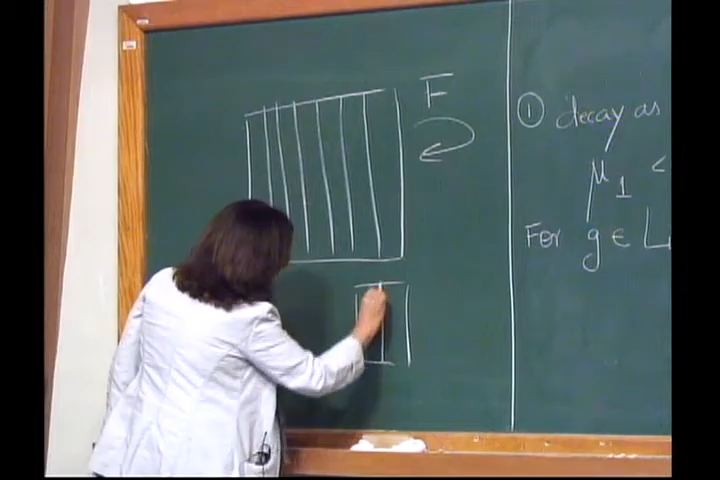 F
① decay as
μ₁ <
For g ∈ L